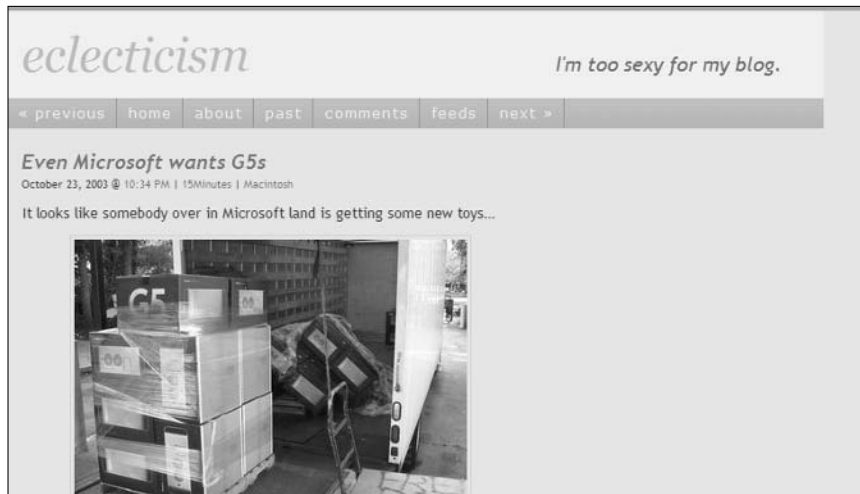 eclecticism
I'm too sexy for my blog.
« previous
home
about
past
comments
feeds
next »
Even Microsoft wants G5s
October 23, 2003 @ 10:34 PM | 15Minutes | Macintosh
It looks like somebody over in Microsoft land is getting some new toys...
G5